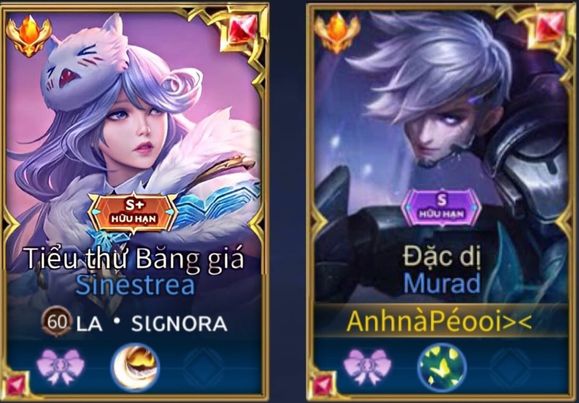 S+
HỮU HẠN
Tiểu thư Băng giá
Sinestrea
60 LA • SIGNORA
S
HỮU HẠN
Đặc dị
Murad
AnhnàPéooi><